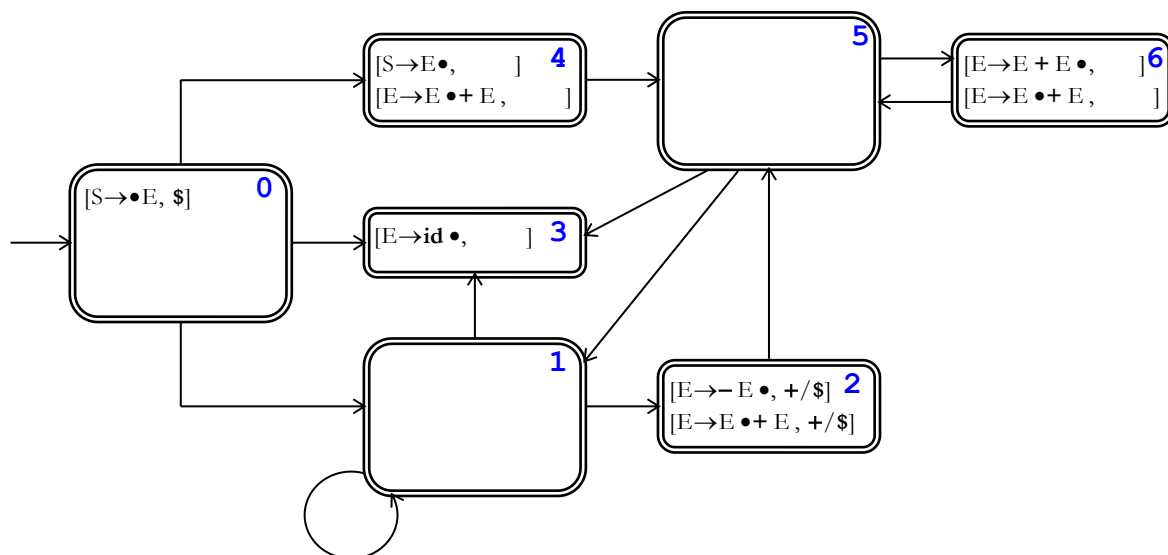 4
[S→E●, ]
[E→E ●+ E , ]
5
6
[E→E + E ●, ]
[E→E ●+ E , ]
0
[S→●E, $]
3
[E→id ●, ]
1
2
[E→– E ●, +/$]
[E→E ●+ E , +/$]